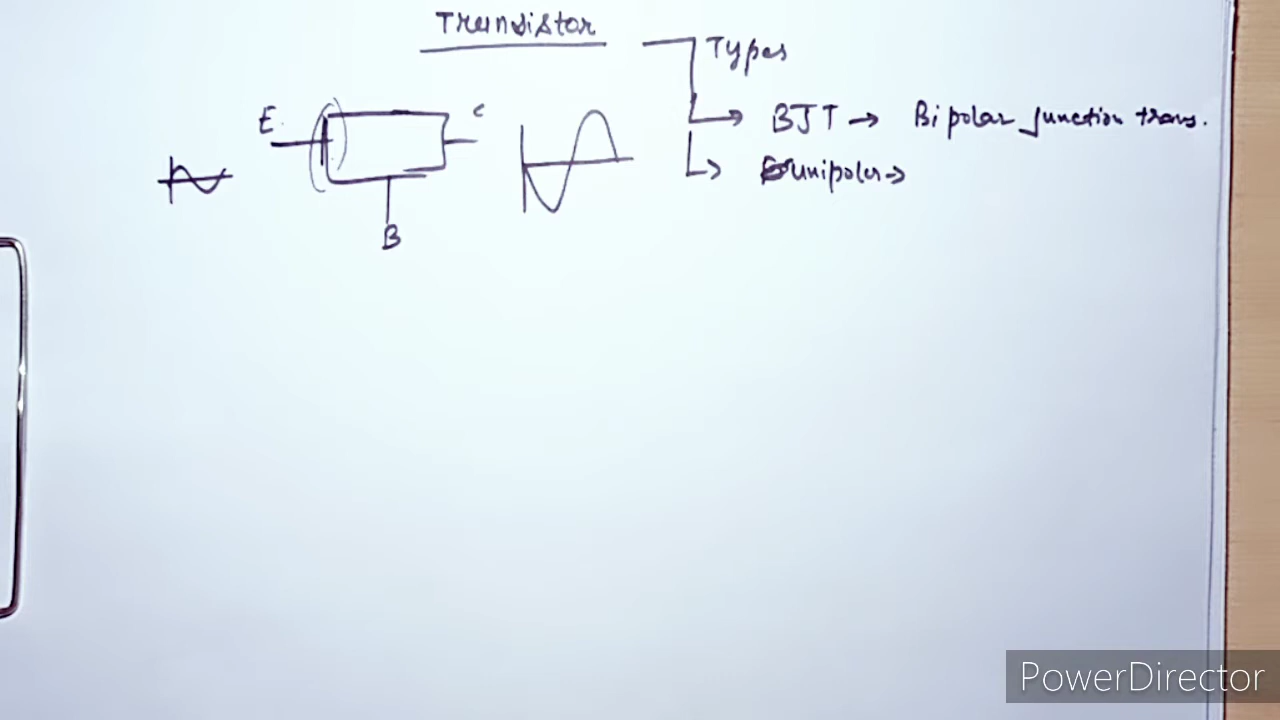 Transistor
Types
E
C
BJT → Bipolar junction trans.
unipolar →
B
PowerDirector